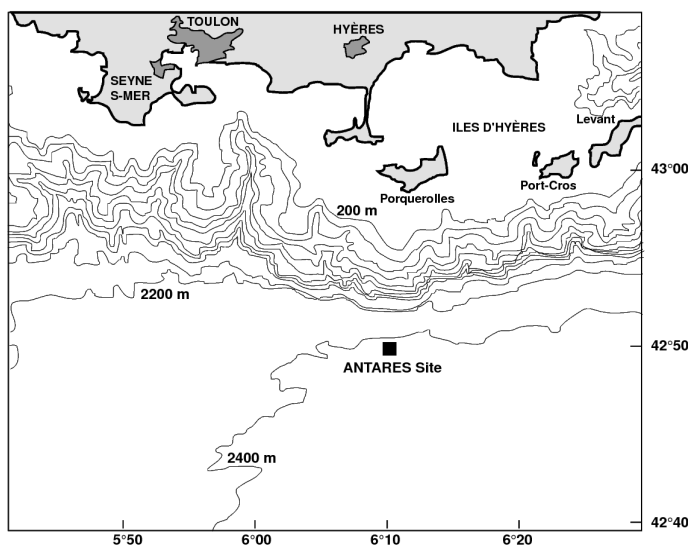 TOULON
HYÈRES
SEYNE
S-MER
ILES D'HYÈRES
Levant
43°00
Port-Cros
Porquerolles
200 m
2200 m
42°50
ANTARES Site
2400 m
42°40
5°50
6°00
6°10
6°20